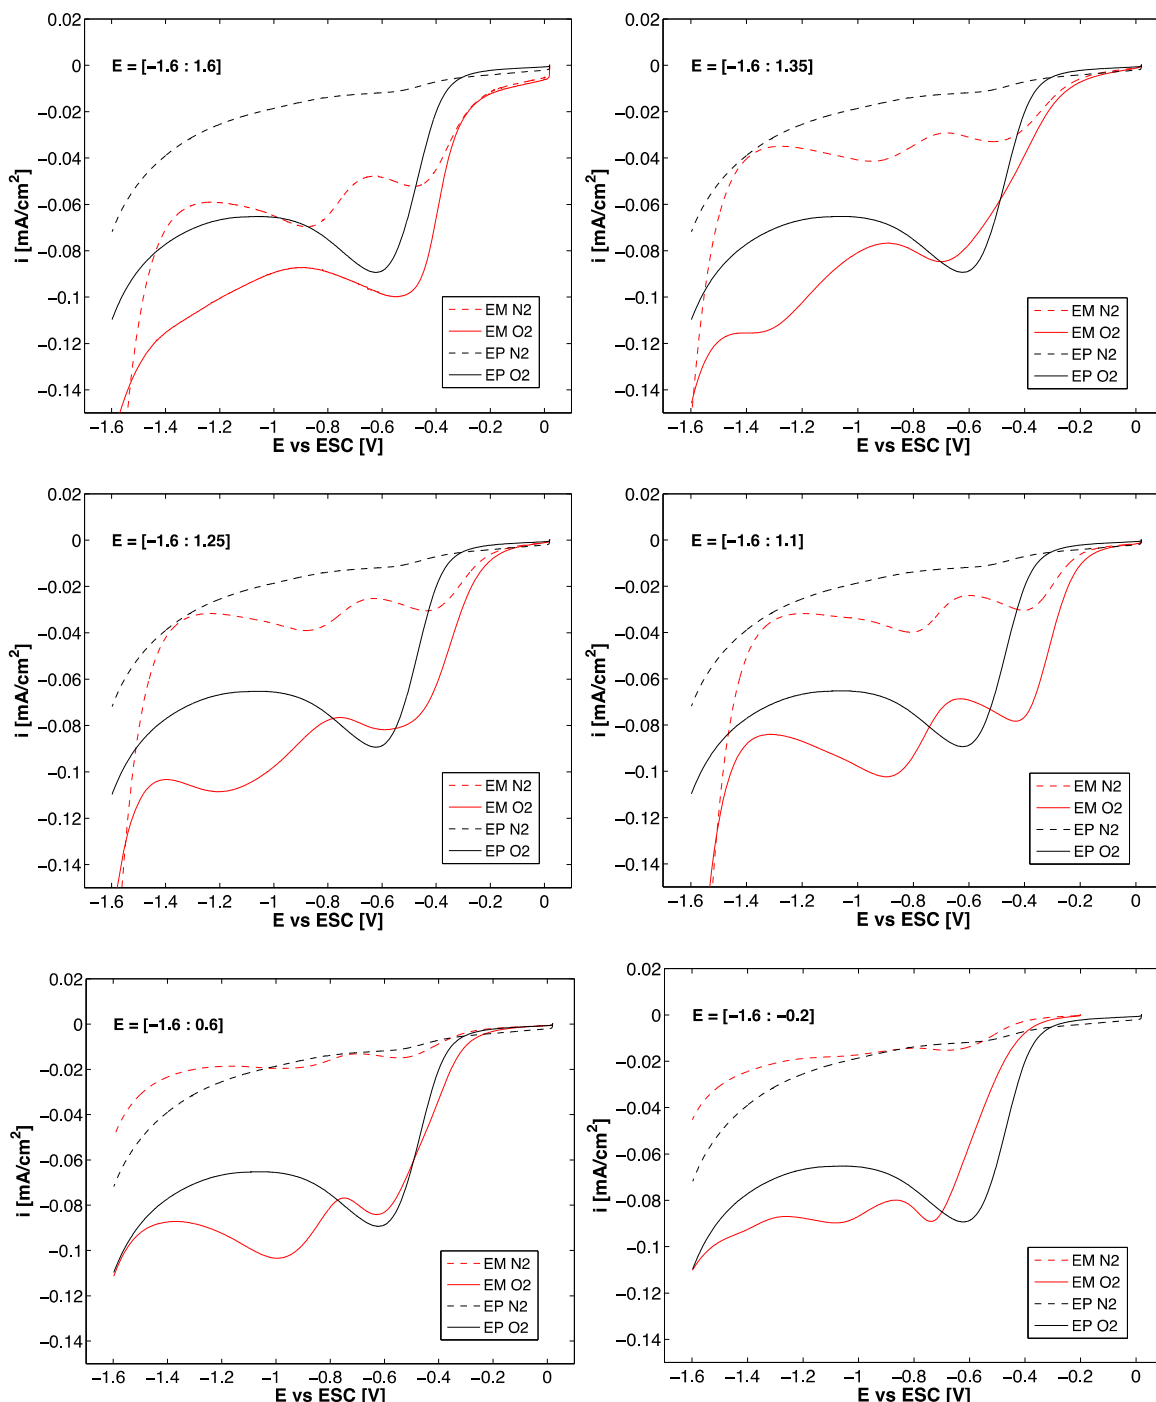 0.02
0
−0.02
−0.04
−0.06
−0.08
−0.1
−0.12
−0.14
i [mA/cm²]
E = [−1.6 : 1.6]
EM N2
EM O2
EP N2
EP O2
−1.6 −1.4 −1.2 −1 −0.8 −0.6 −0.4 −0.2 0
E vs ESC [V]
0.02
0
−0.02
−0.04
−0.06
−0.08
−0.1
−0.12
−0.14
i [mA/cm²]
E = [−1.6 : 1.35]
EM N2
EM O2
EP N2
EP O2
−1.6 −1.4 −1.2 −1 −0.8 −0.6 −0.4 −0.2 0
E vs ESC [V]
0.02
0
−0.02
−0.04
−0.06
−0.08
−0.1
−0.12
−0.14
i [mA/cm²]
E = [−1.6 : 1.25]
EM N2
EM O2
EP N2
EP O2
−1.6 −1.4 −1.2 −1 −0.8 −0.6 −0.4 −0.2 0
E vs ESC [V]
0.02
0
−0.02
−0.04
−0.06
−0.08
−0.1
−0.12
−0.14
i [mA/cm²]
E = [−1.6 : 1.1]
EM N2
EM O2
EP N2
EP O2
−1.6 −1.4 −1.2 −1 −0.8 −0.6 −0.4 −0.2 0
E vs ESC [V]
0.02
0
−0.02
−0.04
−0.06
−0.08
−0.1
−0.12
−0.14
i [mA/cm²]
E = [−1.6 : 0.6]
EM N2
EM O2
EP N2
EP O2
−1.6 −1.4 −1.2 −1 −0.8 −0.6 −0.4 −0.2 0
E vs ESC [V]
0.02
0
−0.02
−0.04
−0.06
−0.08
−0.1
−0.12
−0.14
i [mA/cm²]
E = [−1.6 : −0.2]
EM N2
EM O2
EP N2
EP O2
−1.6 −1.4 −1.2 −1 −0.8 −0.6 −0.4 −0.2 0
E vs ESC [V]